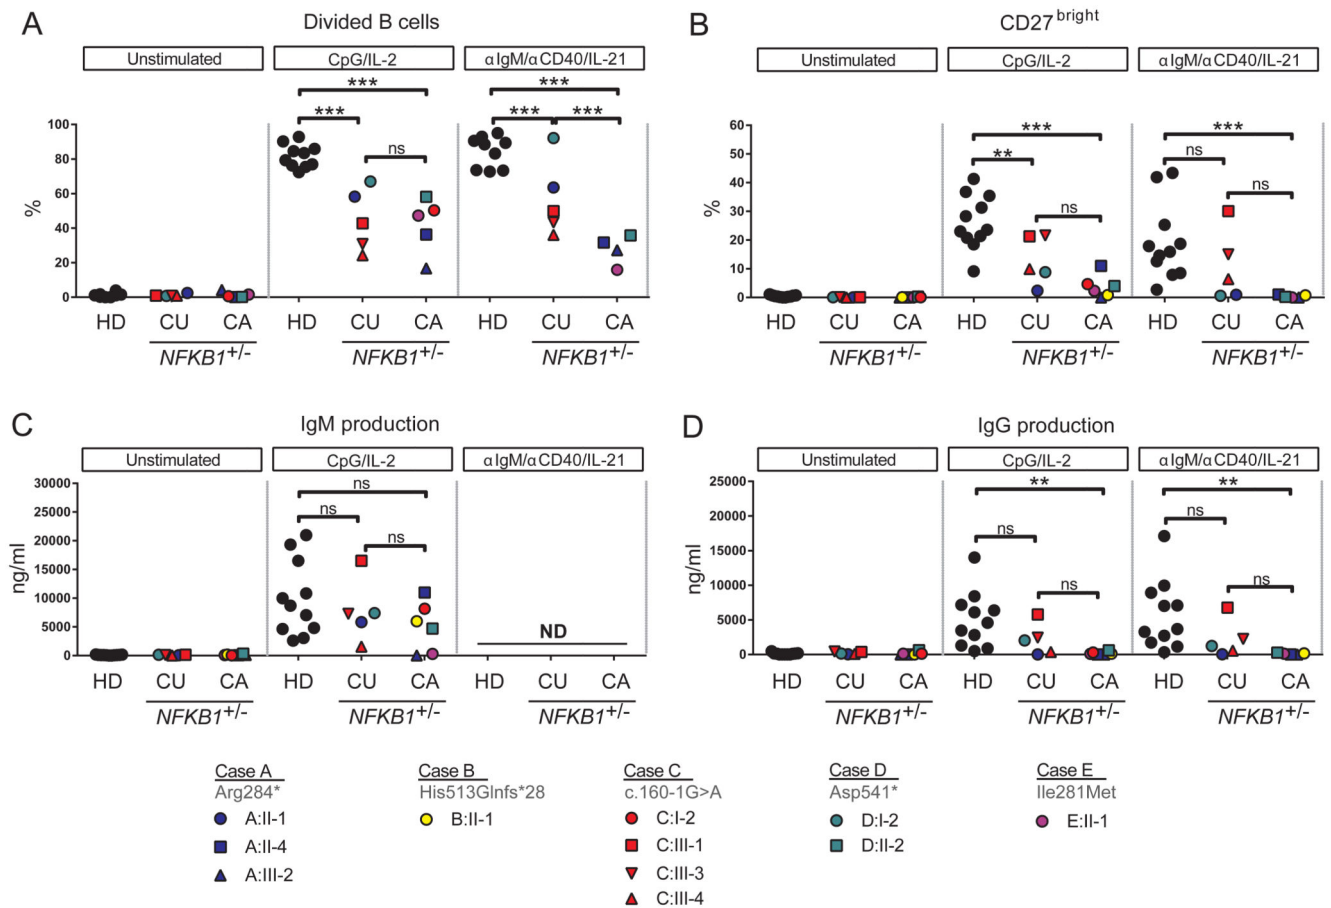 A
Divided B cells
Unstimulated
CpG/IL-2
αIgM/αCD40/IL-21
***
***
***
***
***
ns
100
80
60
40
20
0
%
HD
CU
CA
HD
CU
CA
HD
CU
CA
NFKB1+/-
NFKB1+/-
NFKB1+/-
B
CD27bright
Unstimulated
CpG/IL-2
αIgM/αCD40/IL-21
***
**
ns
***
ns
ns
60
50
40
30
20
10
0
%
HD
CU
CA
HD
CU
CA
HD
CU
CA
NFKB1+/-
NFKB1+/-
NFKB1+/-
C
IgM production
Unstimulated
CpG/IL-2
αIgM/αCD40/IL-21
ns
ns
ns
ND
30000
25000
20000
15000
10000
5000
0
ng/ml
HD
CU
CA
HD
CU
CA
HD
CU
CA
NFKB1+/-
NFKB1+/-
NFKB1+/-
D
IgG production
Unstimulated
CpG/IL-2
αIgM/αCD40/IL-21
**
ns
ns
**
ns
ns
25000
20000
15000
10000
5000
0
ng/ml
HD
CU
CA
HD
CU
CA
HD
CU
CA
NFKB1+/-
NFKB1+/-
NFKB1+/-
Case A
Arg284*
A:II-1
A:II-4
A:III-2
Case B
His513Glnfs*28
B:II-1
Case C
c.160-1G>A
C:I-2
C:III-1
C:III-3
C:III-4
Case D
Asp541*
D:I-2
D:II-2
Case E
Ile281Met
E:II-1